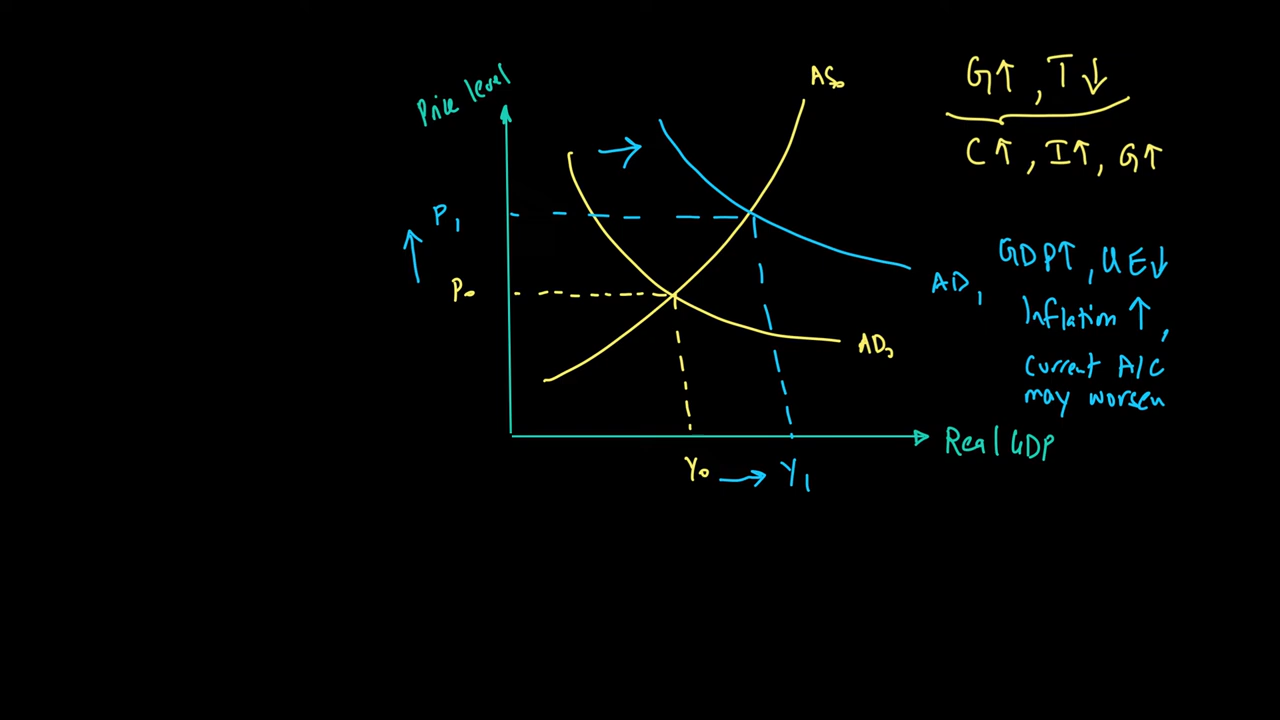 Price level
AS₀
G↑, T↓
C↑, I↑, G↑
P₁
P₀
GDP↑, UE↓
Inflation ↑,
Current A/C
may worsen
AD₁
AD₀
Real GDP
Y₀ → Y₁